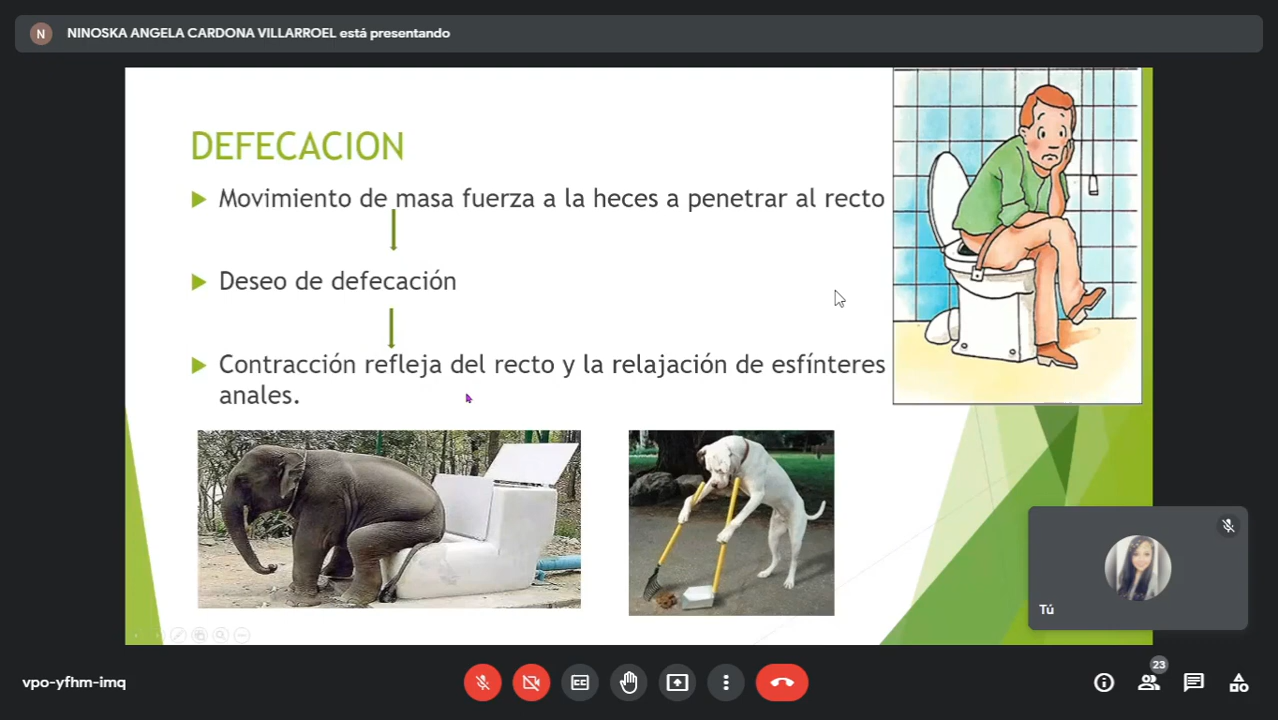 N
NINOSKA ANGELA CARDONA VILLARROEL está presentando
DEFECACION
Movimiento de masa fuerza a la heces a penetrar al recto
Deseo de defecación
Contracción refleja del recto y la relajación de esfínteres
anales.
Tú
vpo-yfhm-imq
CC
23